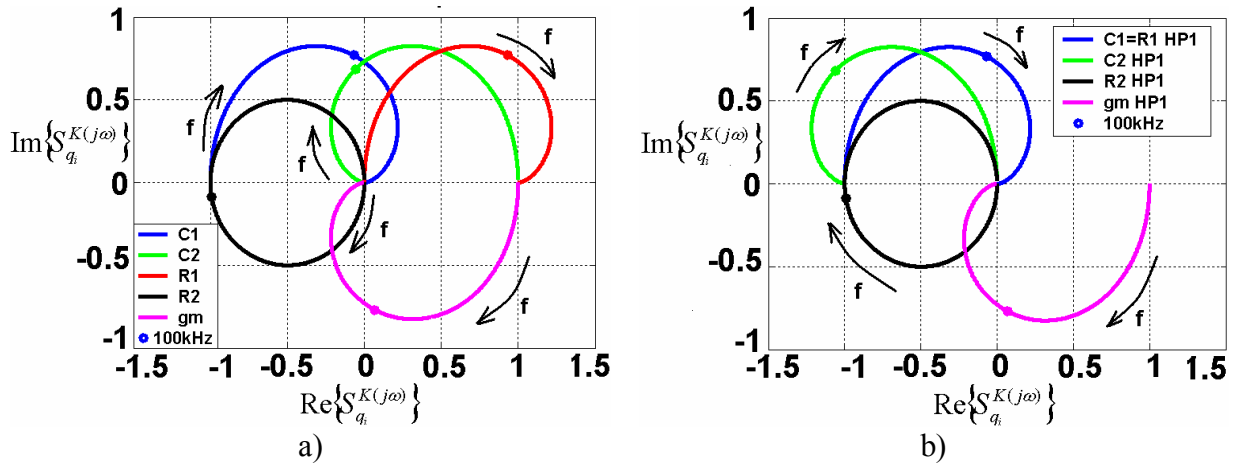 1
0.5
0
-0.5
-1
Im{S_{q_i}^{K(jω)}}
f
f
f
f
f
C1
C2
R1
R2
gm
100kHz
-1.5 -1 -0.5 0 0.5 1 1.5
Re{S_{q_i}^{K(jω)}}
a)
1
0.5
0
-0.5
-1
Im{S_{q_i}^{K(jω)}}
f
f
f
f
C1=R1 HP1
C2 HP1
R2 HP1
gm HP1
100kHz
-1.5 -1 -0.5 0 0.5 1 1.5
Re{S_{q_i}^{K(jω)}}
b)